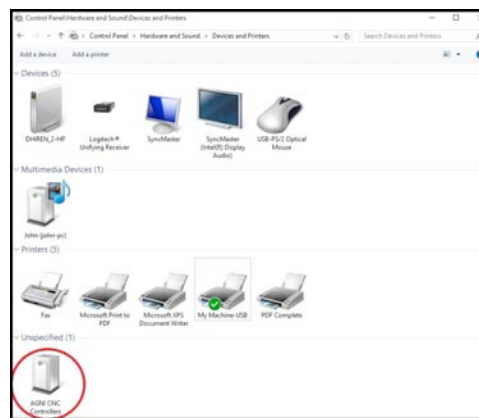 Control Panel\Hardware and Sound\Devices and Printers
Control Panel › Hardware and Sound › Devices and Printers
Search Devices and Printers
Add a device Add a printer
Devices (5)
DHIREN_2-HP
Logitech® Unifying Receiver
SyncMaster
SyncMaster (Intel(R) Display Audio)
USB-PS/2 Optical Mouse
Multimedia Devices (1)
John (john-pc)
Printers (5)
Fax
Microsoft Print to PDF
Microsoft XPS Document Writer
My Machine-USB
PDF Complete
Unspecified (1)
AGNI CNC
Controllers